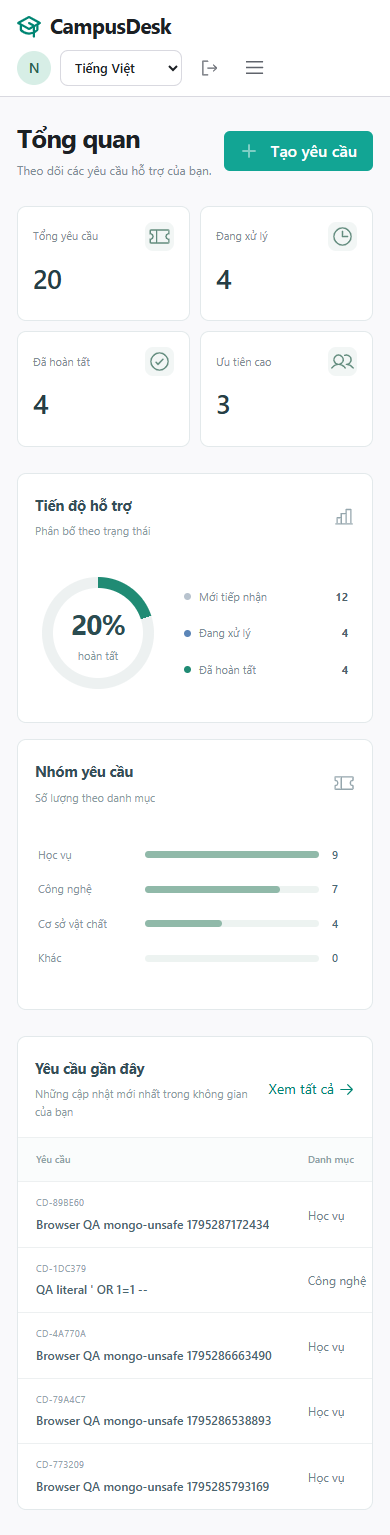 CampusDesk
N
Tiếng Việt
Tổng quan
Theo dõi các yêu cầu hỗ trợ của bạn.
Tạo yêu cầu
Tổng yêu cầu
20
Đang xử lý
4
Đã hoàn tất
4
Ưu tiên cao
3
Tiến độ hỗ trợ
Phân bổ theo trạng thái
20%
hoàn tất
Mới tiếp nhận 12
Đang xử lý 4
Đã hoàn tất 4
Nhóm yêu cầu
Số lượng theo danh mục
Học vụ 9
Công nghệ 7
Cơ sở vật chất 4
Khác 0
Yêu cầu gần đây
Những cập nhật mới nhất trong không gian
của bạn
Xem tất cả
Yêu cầu Danh mục
CD-89BE60
Browser QA mongo-unsafe 1795287172434
Học vụ
CD-1DC379
QA literal ' OR 1=1 --
Công nghệ
CD-4A770A
Browser QA mongo-unsafe 1795286663490
Học vụ
CD-79A4C7
Browser QA mongo-unsafe 1795286538893
Học vụ
CD-773209
Browser QA mongo-unsafe 1795285793169
Học vụ